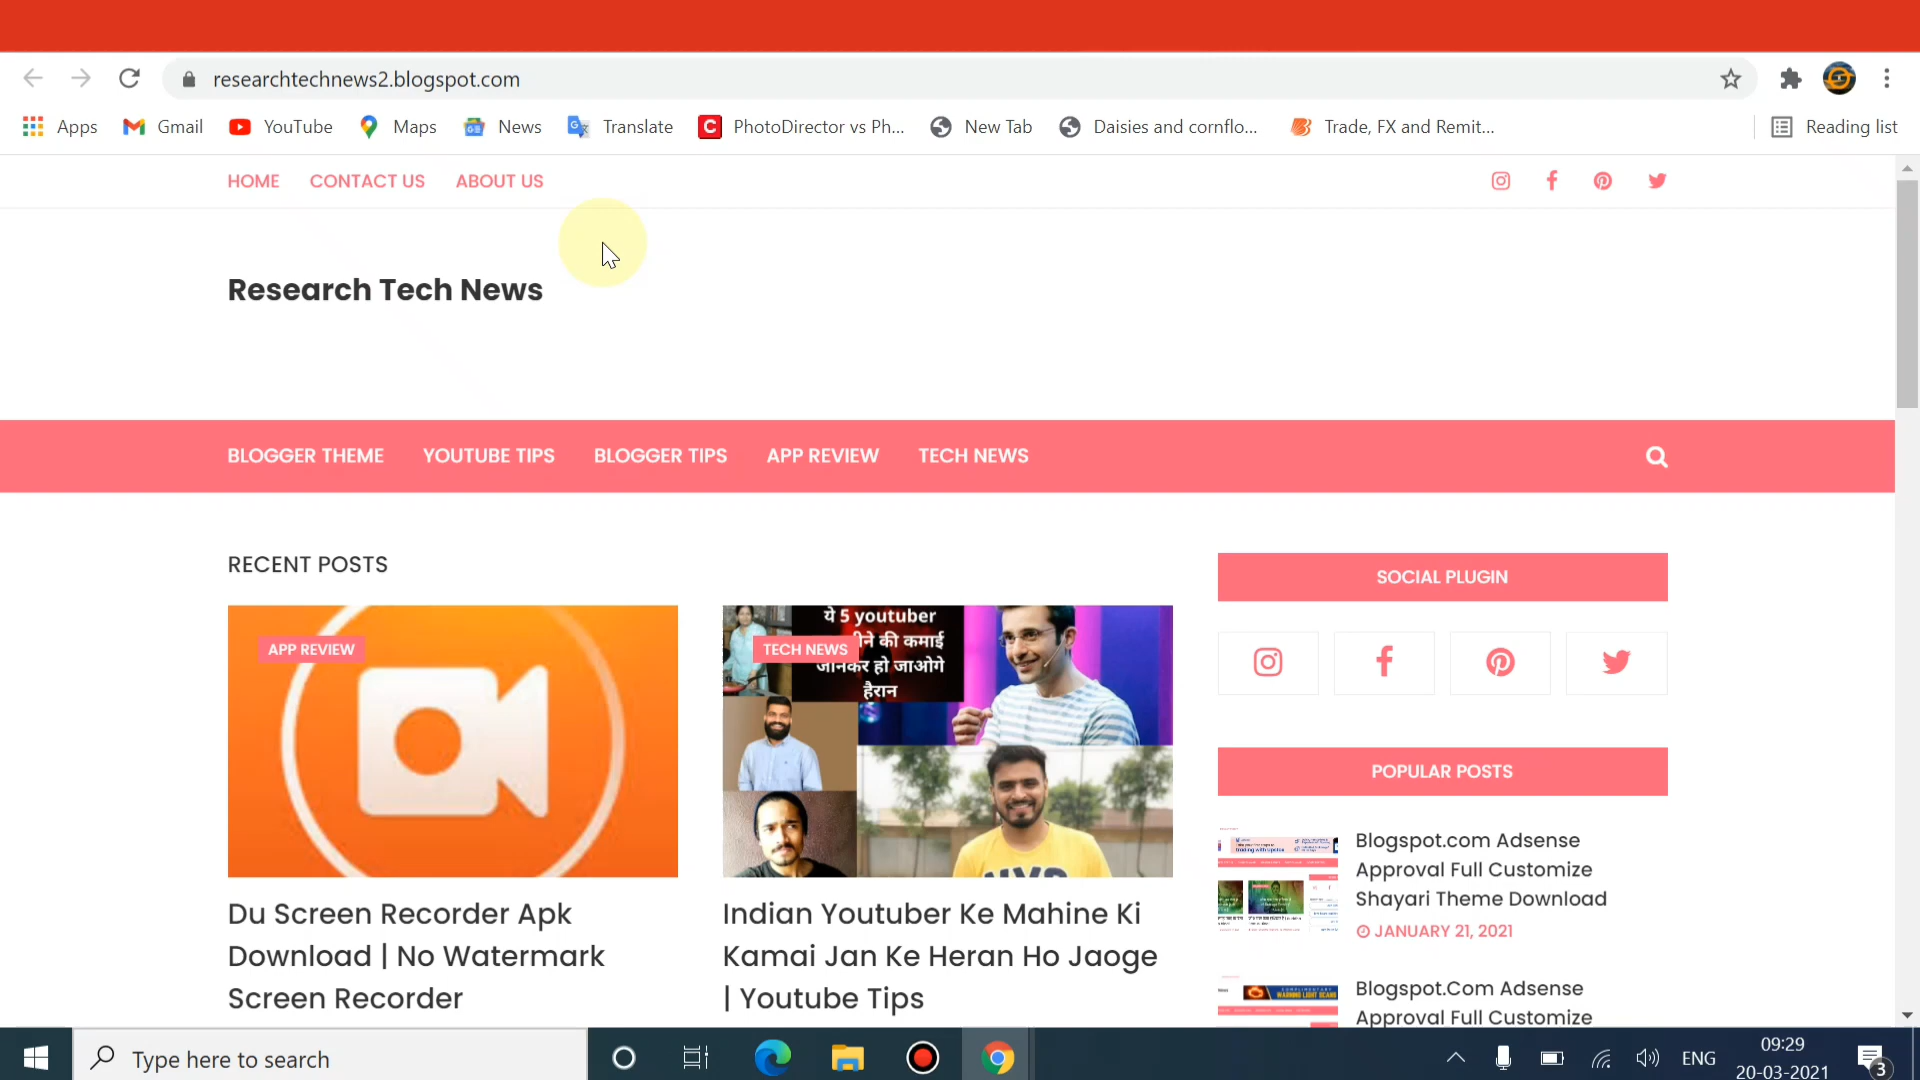 researchtechnews2.blogspot.com
Apps Gmail YouTube Maps News Translate PhotoDirector vs Ph... New Tab Daisies and cornflo... Trade, FX and Remit... Reading list
HOME CONTACT US ABOUT US
Research Tech News
BLOGGER THEME YOUTUBE TIPS BLOGGER TIPS APP REVIEW TECH NEWS
RECENT POSTS
APP REVIEW
Du Screen Recorder Apk
Download | No Watermark
Screen Recorder
ये 5 youtuber
की कमाई
TECH NEWS
जानकर हो जाओगे
हैरान
Indian Youtuber Ke Mahine Ki
Kamai Jan Ke Heran Ho Jaoge
| Youtube Tips
SOCIAL PLUGIN
POPULAR POSTS
Blogspot.com Adsense
Approval Full Customize
Shayari Theme Download
JANUARY 21, 2021
Blogspot.Com Adsense
Approval Full Customize
Type here to search
ENG
09:29
20-03-2021
3